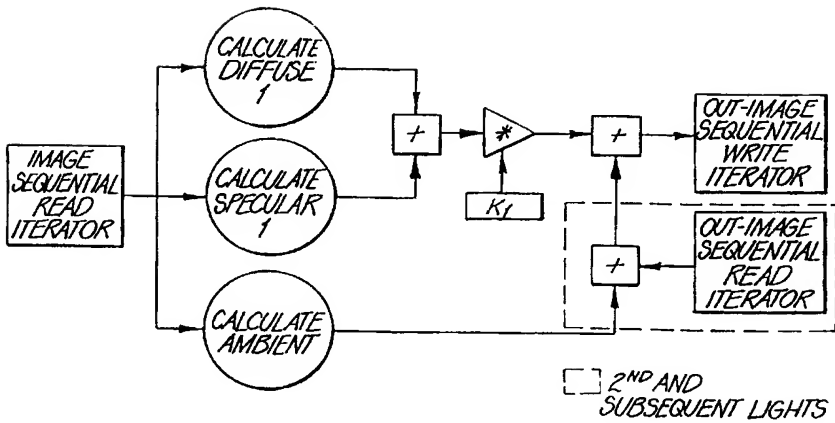 CALCULATE
DIFFUSE
1
IMAGE
SEQUENTIAL
READ
ITERATOR
CALCULATE
SPECULAR
1
CALCULATE
AMBIENT
+
*
K1
+
OUT-IMAGE
SEQUENTIAL
WRITE
ITERATOR
+
OUT-IMAGE
SEQUENTIAL
READ
ITERATOR
2ND AND
SUBSEQUENT LIGHTS